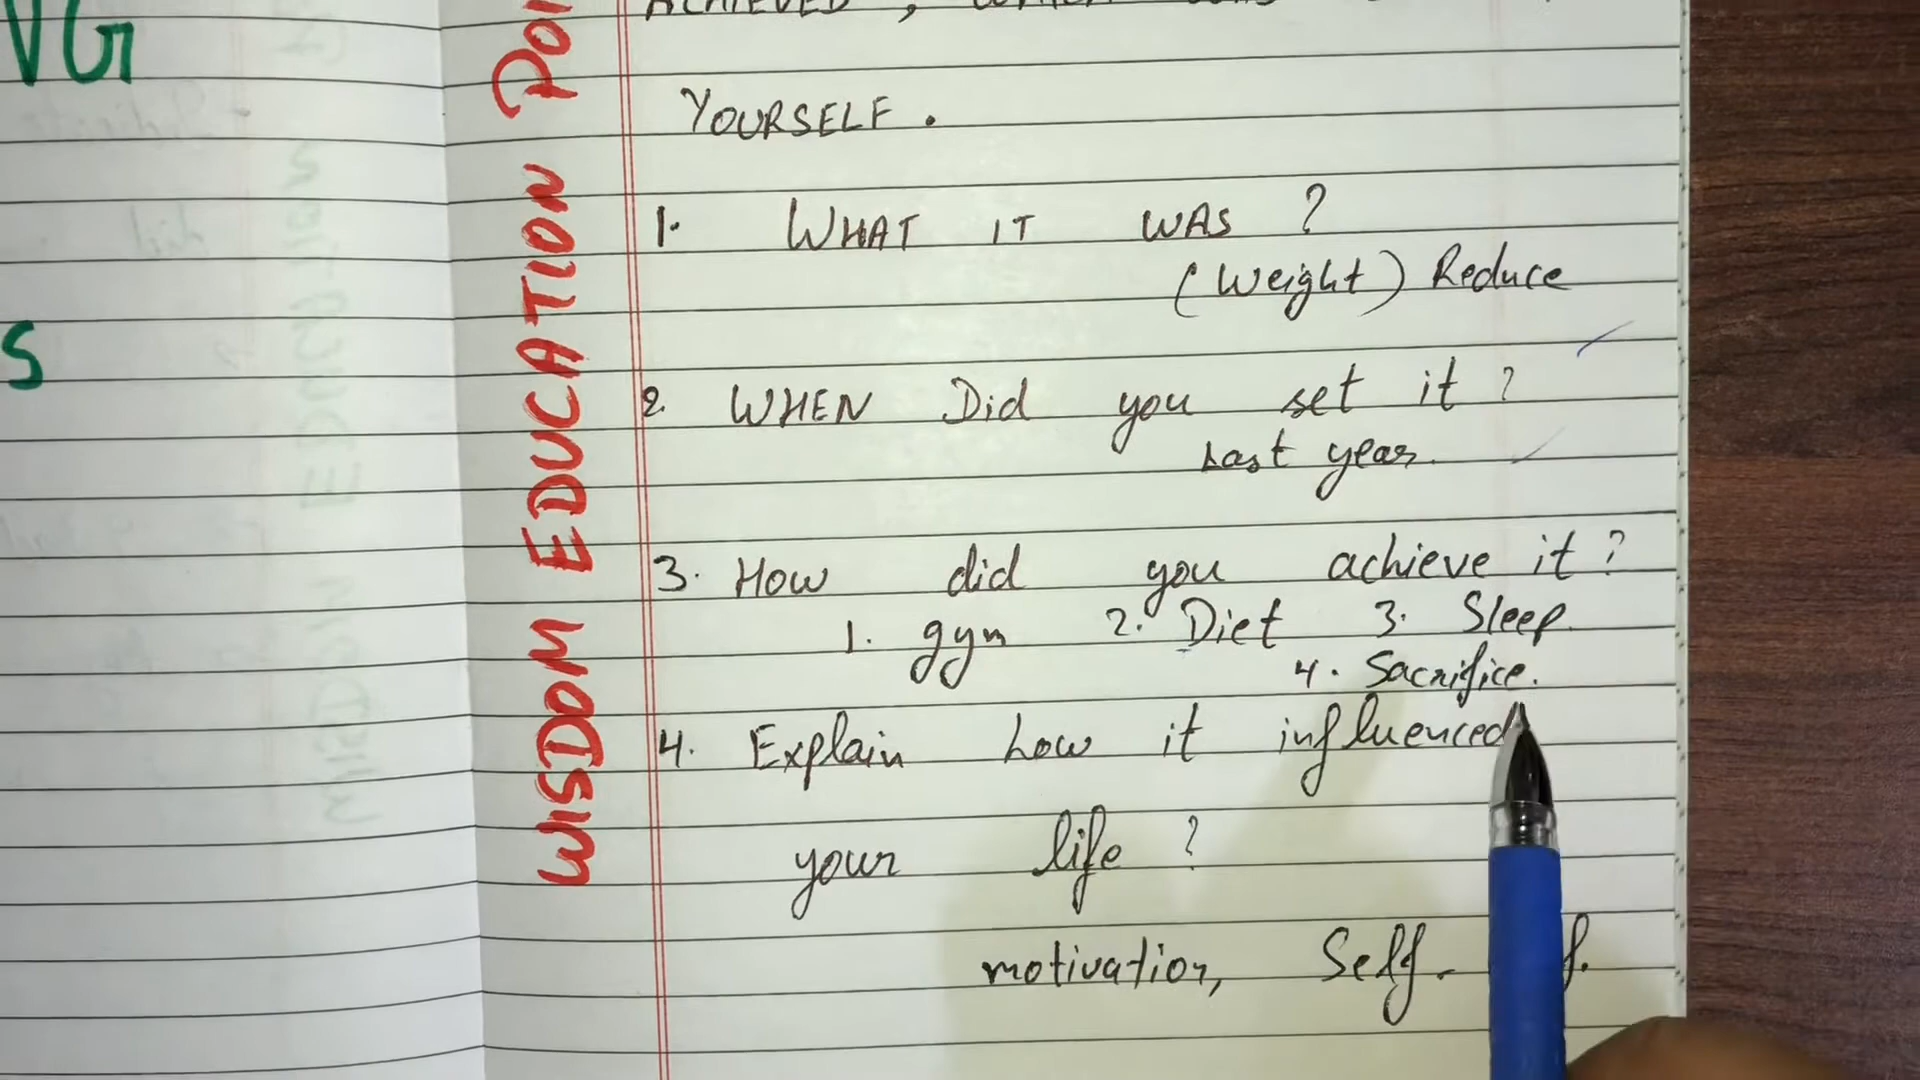 VG
S
WISDOM EDUCATION
YOURSELF.
1. WHAT IT WAS ?
(Weight) Reduce
2. WHEN Did you set it ?
Last year.
3. How did you achieve it ?
1. gym 2. Diet 3. Sleep.
4. Sacrifice.
4. Explain how it influenced
your life ?
motivation, Self-